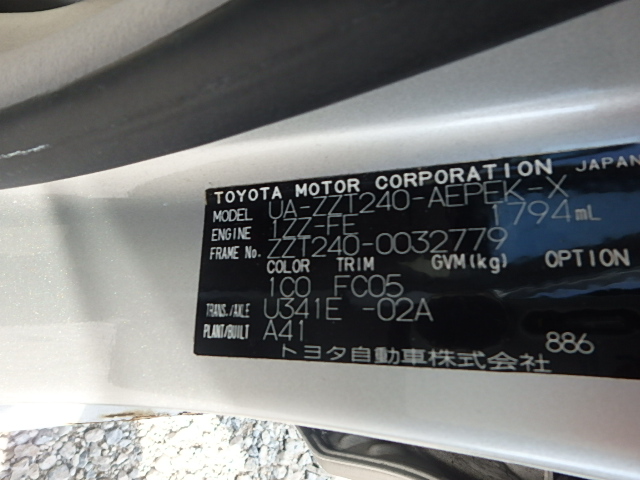 TOYOTA MOTOR CORPORATION JAPAN
MODEL UA-ZZT240-AEPEK-X
ENGINE 1ZZ-FE 1794mL
FRAME No. ZZT240-0032779
COLOR TRIM GVM(kg) OPTION
1C0 FC05
TRANS./AXLE U341E -02A
PLANT/BUILT A41
886
トヨタ自動車株式会社